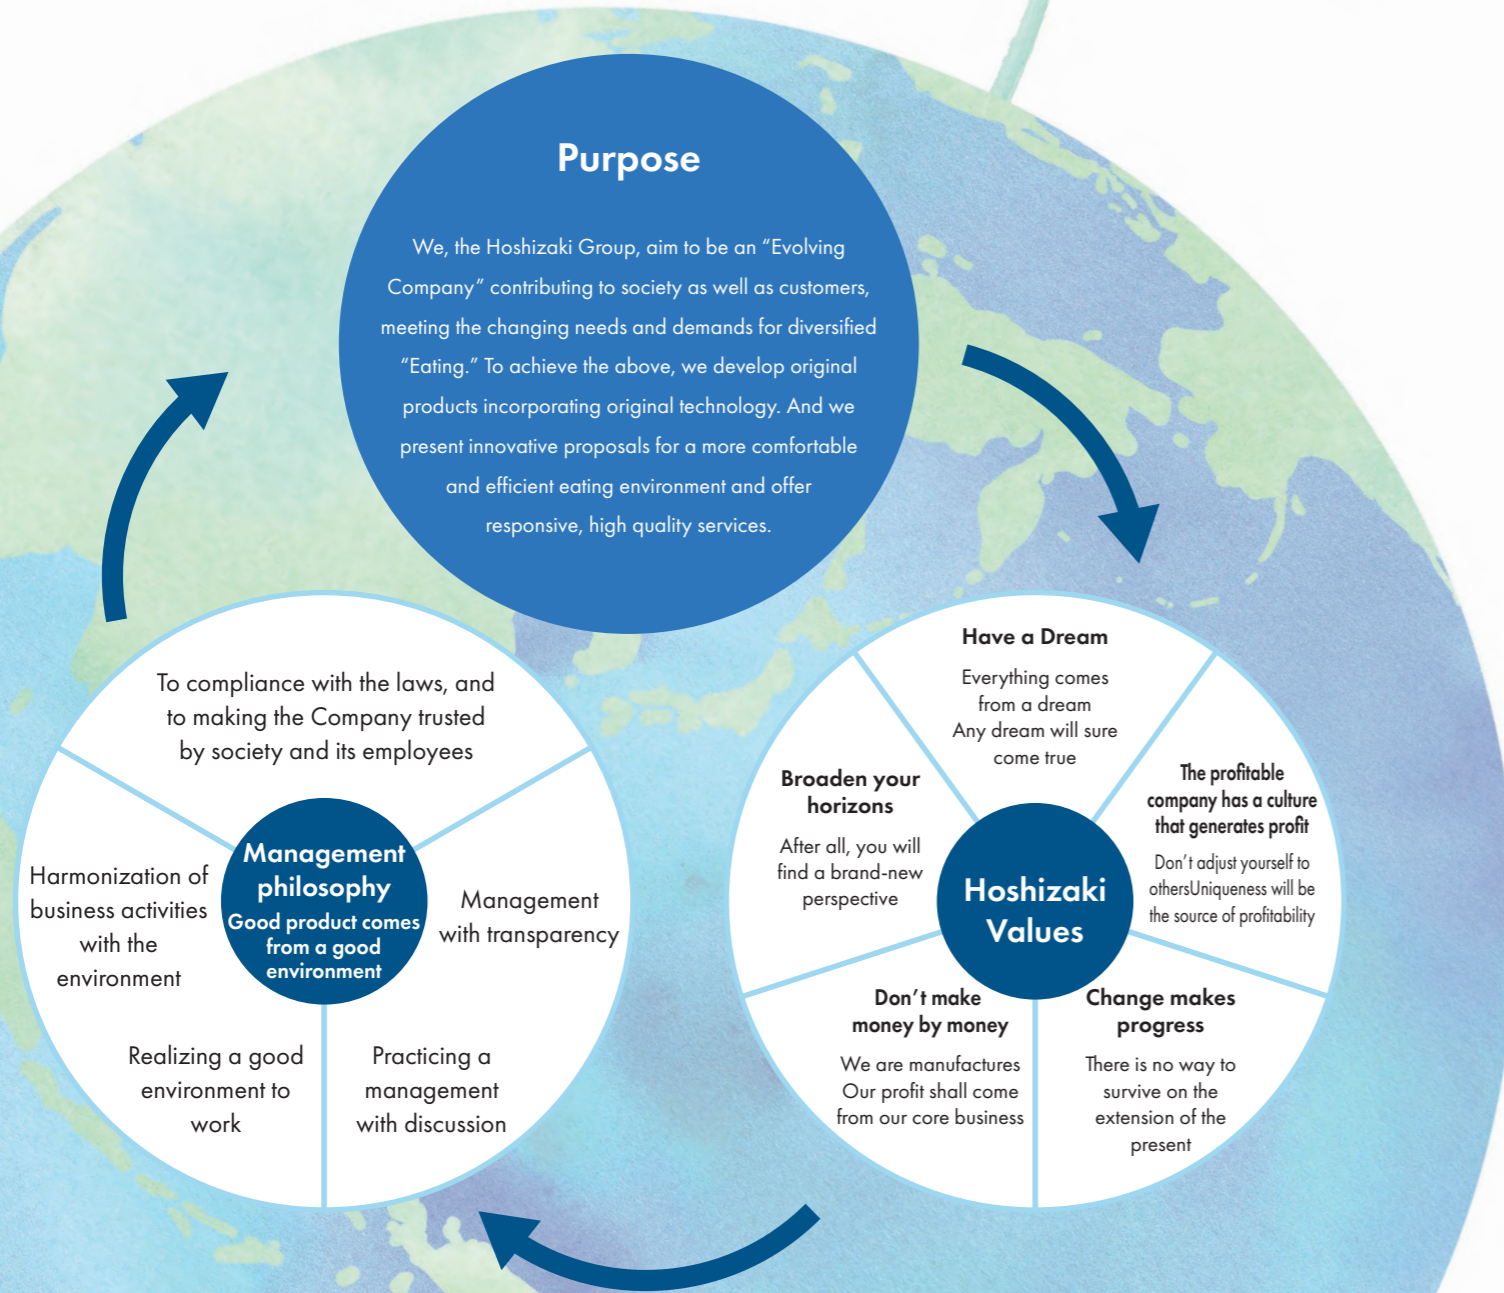 Purpose
We, the Hoshizaki Group, aim to be an “Evolving
Company” contributing to society as well as customers,
meeting the changing needs and demands for diversified
“Eating.” To achieve the above, we develop original
products incorporating original technology. And we
present innovative proposals for a more comfortable
and efficient eating environment and offer
responsive, high quality services.
To compliance with the laws, and
to making the Company trusted
by society and its employees
Harmonization of
business activities
with the
environment
Management
philosophy
Good product comes
from a good
environment
Management
with transparency
Realizing a good
environment to
work
Practicing a
management
with discussion
Have a Dream
Everything comes
from a dream
Any dream will sure
come true
Broaden your
horizons
After all, you will
find a brand-new
perspective
Hoshizaki
Values
The profitable
company has a culture
that generates profit
Don’t adjust yourself to
othersUniqueness will be
the source of profitability
Don’t make
money by money
We are manufactures
Our profit shall come
from our core business
Change makes
progress
There is no way to
survive on the
extension of the
present